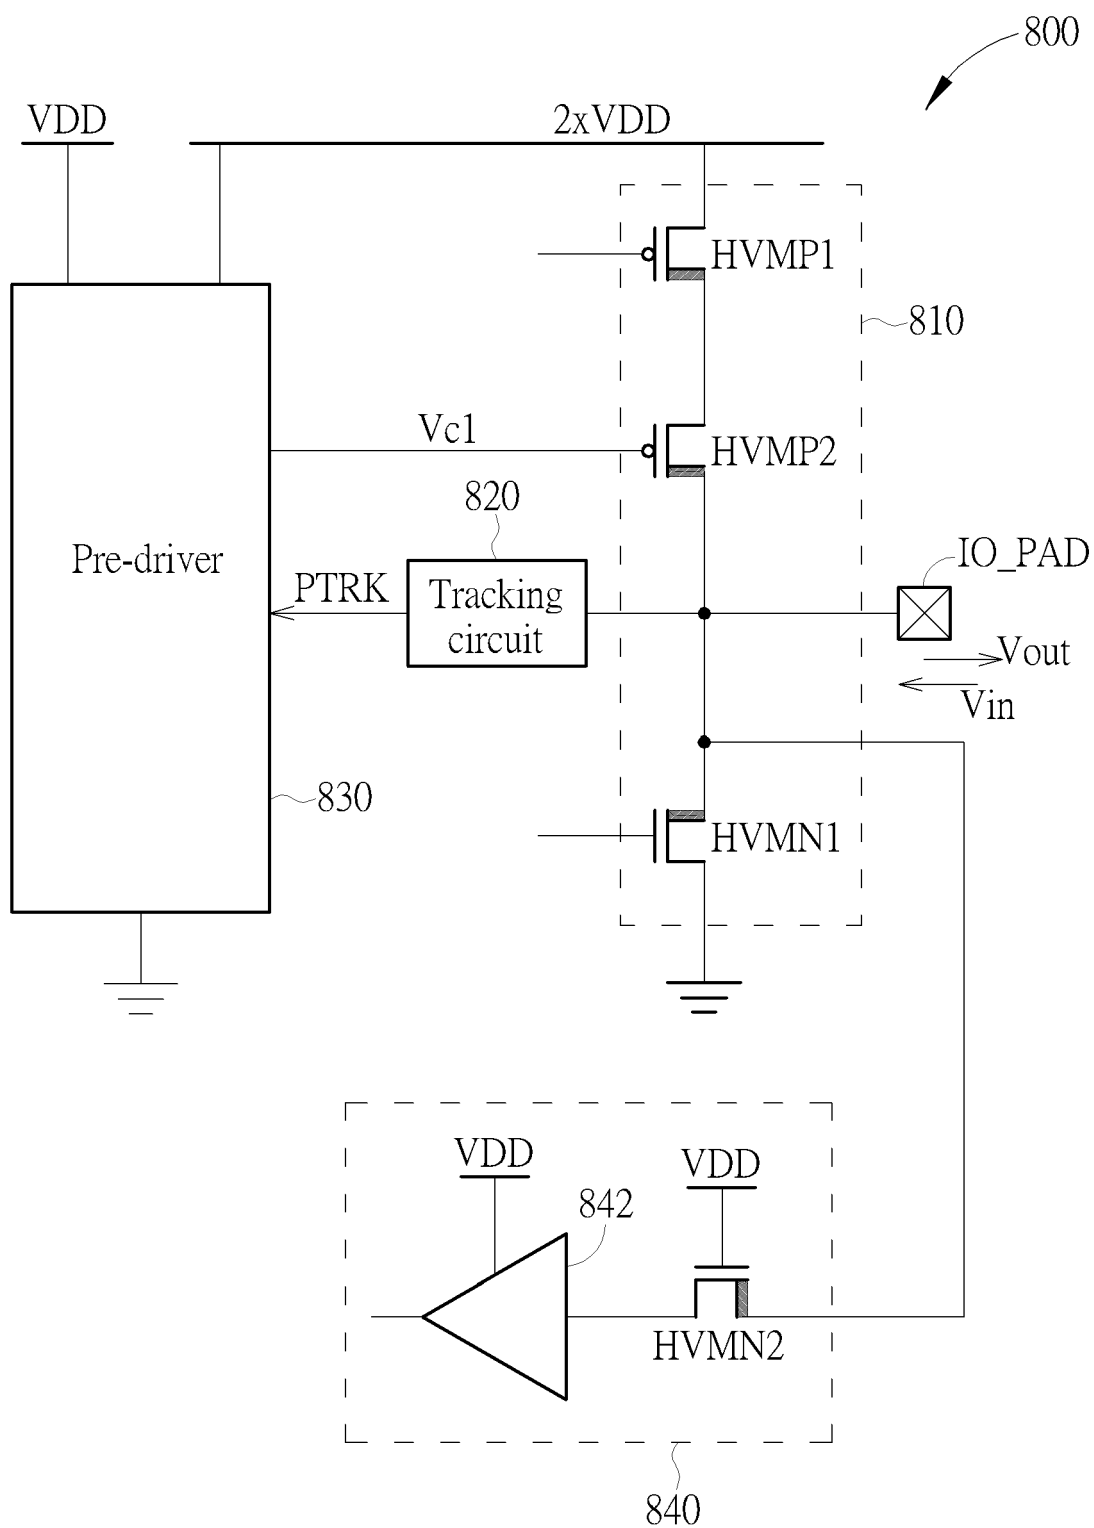 800
VDD
2xVDD
HVMP1
810
Vc1
HVMP2
820
IO_PAD
Pre-driver
PTRK
Tracking
circuit
Vout
Vin
830
HVMN1
VDD
VDD
842
HVMN2
840